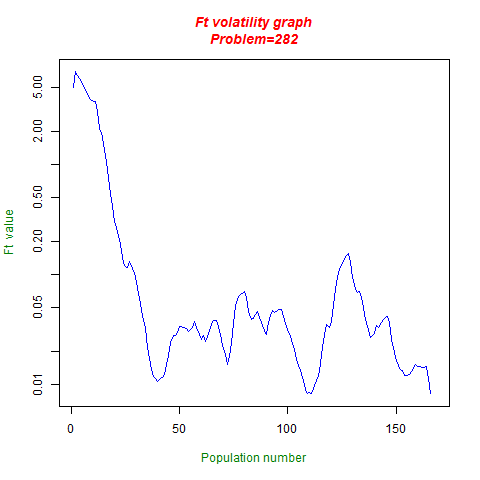 Ft volatility graph
Problem=282
5.00
2.00
0.50
0.20
0.05
0.01
Ft value
0 50 100 150
Population number